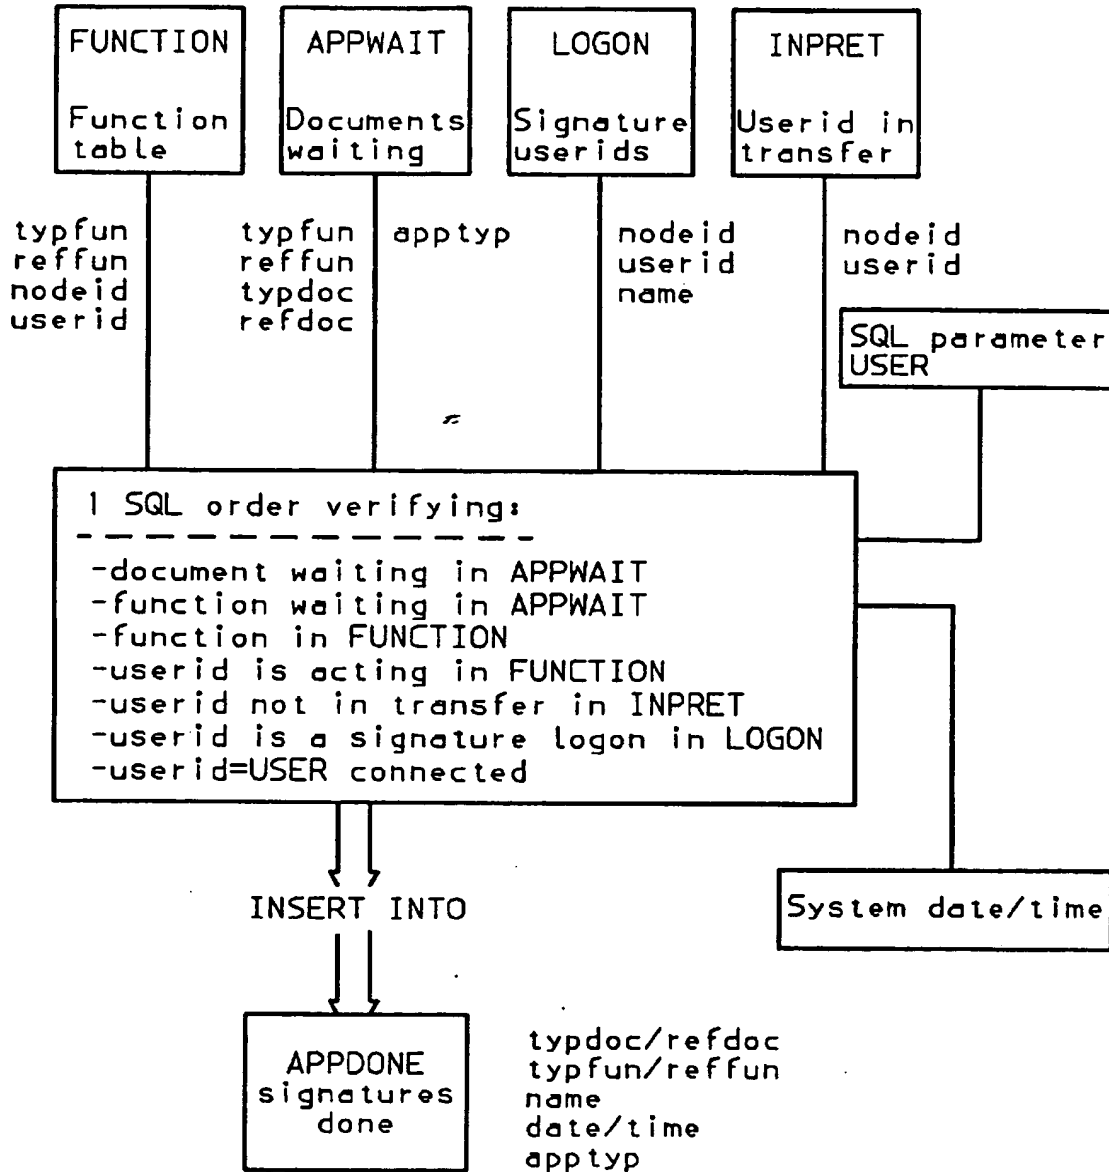 FUNCTION
Function
table
APPWAIT
Documents
waiting
LOGON
Signature
userids
INPRET
Userid in
transfer
typfun
reffun
nodeid
userid
typfun
reffun
typdoc
refdoc
apptyp
nodeid
userid
name
nodeid
userid
SQL parameter
USER
1 SQL order verifying:
-document waiting in APPWAIT
-function waiting in APPWAIT
-function in FUNCTION
-userid is acting in FUNCTION
-userid not in transfer in INPRET
-userid is a signature logon in LOGON
-userid=USER connected
INSERT INTO
System date/time
APPDONE
signatures
done
typdoc/refdoc
typfun/reffun
name
date/time
apptyp